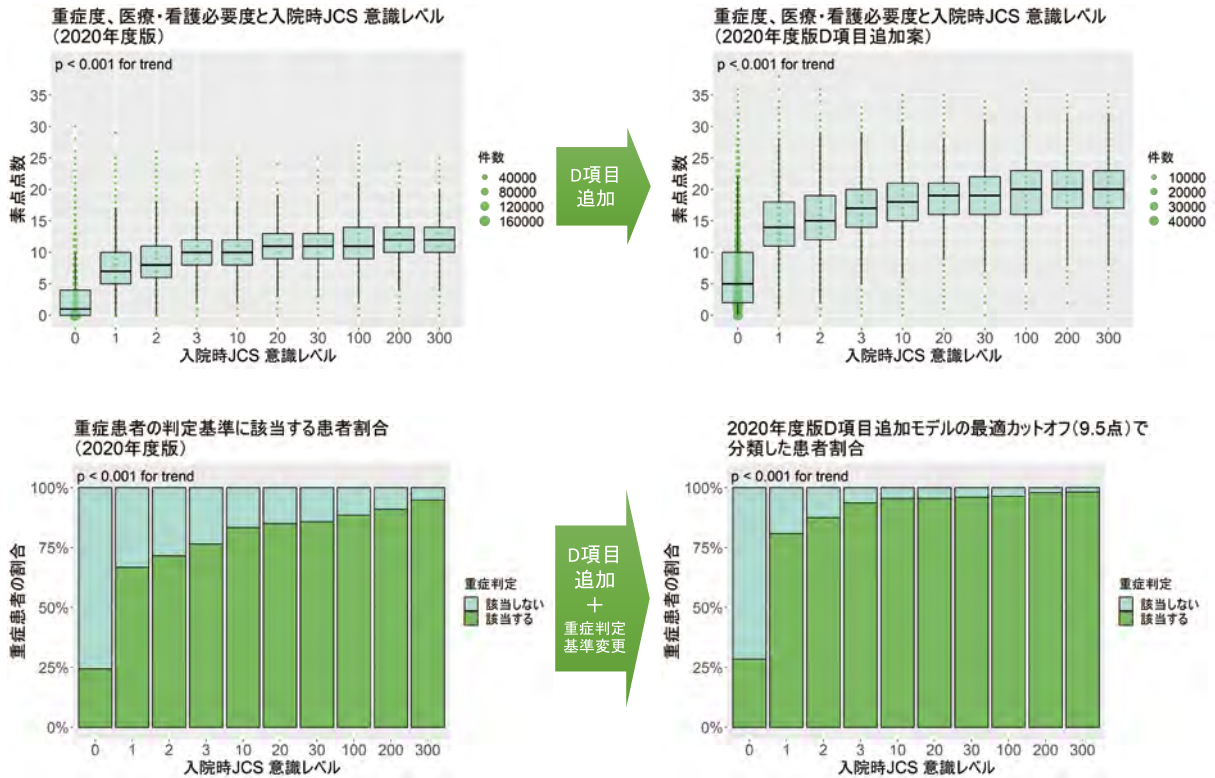 重症度、医療・看護必要度と入院時JCS 意識レベル
（2020年度版）
p < 0.001 for trend
素点点数
35
30
25
20
15
10
5
0
0 1 2 3 10 20 30 100 200 300
入院時JCS 意識レベル
件数
40000
80000
120000
160000
D項目
追加
重症度、医療・看護必要度と入院時JCS 意識レベル
（2020年度版D項目追加案）
p < 0.001 for trend
素点点数
35
30
25
20
15
10
5
0
0 1 2 3 10 20 30 100 200 300
入院時JCS 意識レベル
件数
10000
20000
30000
40000
重症患者の判定基準に該当する患者割合
（2020年度版）
p < 0.001 for trend
重症患者の割合
100%
75%
50%
25%
0%
0 1 2 3 10 20 30 100 200 300
入院時JCS 意識レベル
重症判定
該当しない
該当する
D項目
追加
＋
重症判定
基準変更
2020年度版D項目追加モデルの最適カットオフ（9.5点）で
分類した患者割合
p < 0.001 for trend
重症患者の割合
100%
75%
50%
25%
0%
0 1 2 3 10 20 30 100 200 300
入院時JCS 意識レベル
重症判定
該当しない
該当する